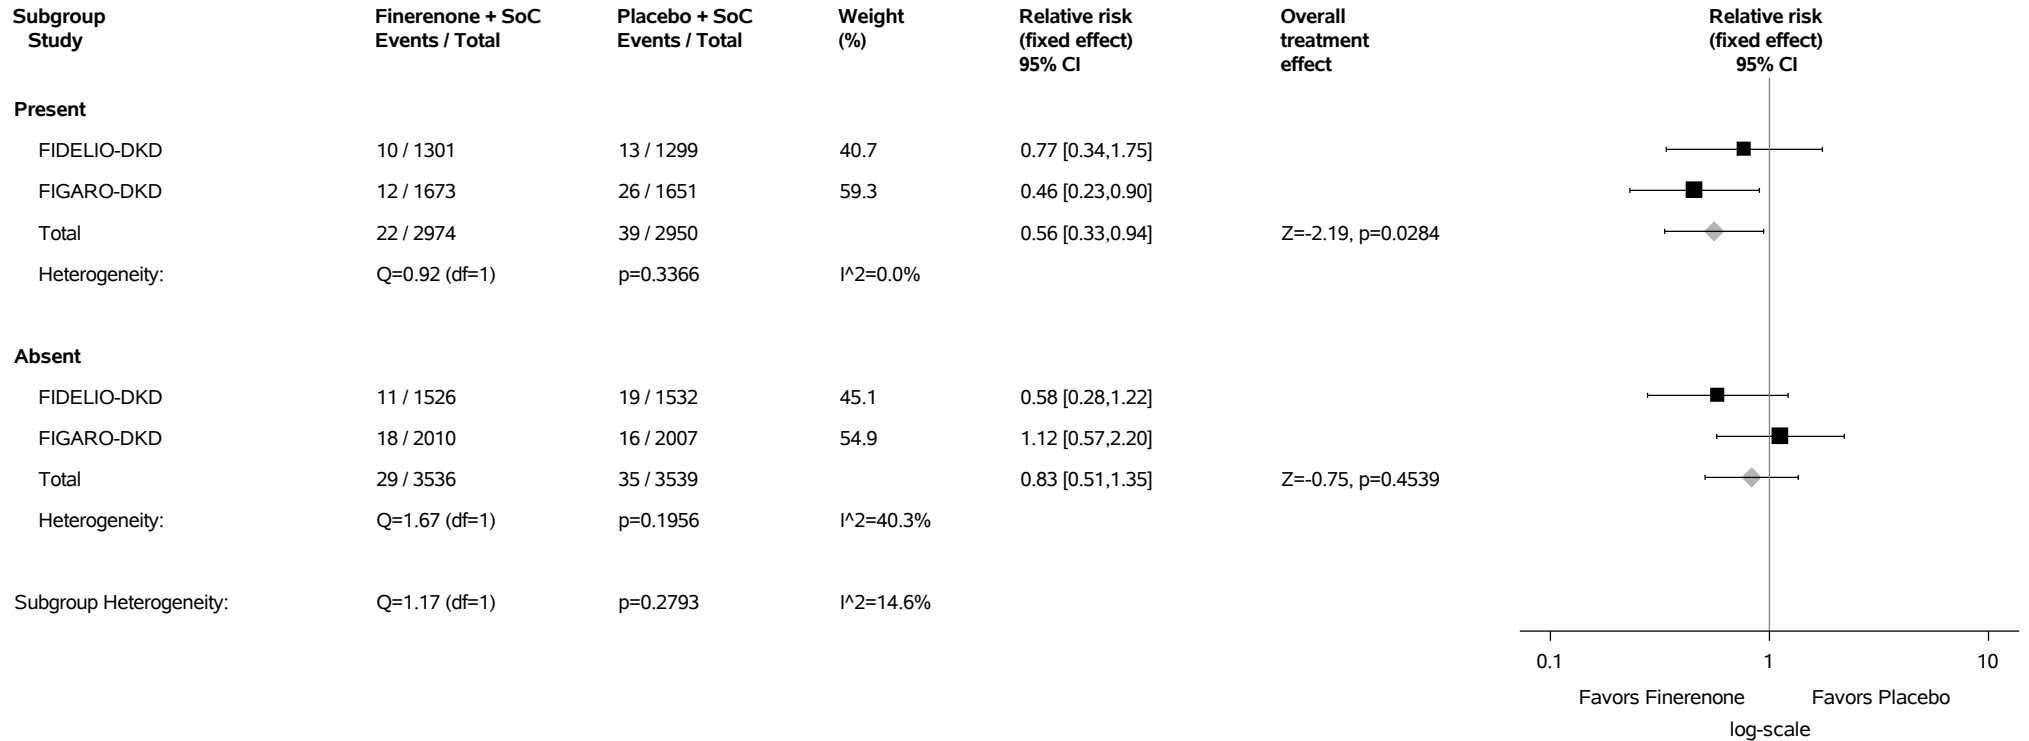 Subgroup Finerenone + SoC Placebo + SoC Weight Relative risk Overall Relative risk
Study Events / Total Events / Total (%) (fixed effect) treatment (fixed effect)
95% CI effect 95% CI
Present
FIDELIO-DKD 10 / 1301 13 / 1299 40.7 0.77 [0.34,1.75]
FIGARO-DKD 12 / 1673 26 / 1651 59.3 0.46 [0.23,0.90]
Total 22 / 2974 39 / 2950 0.56 [0.33,0.94] Z=-2.19, p=0.0284
Heterogeneity: Q=0.92 (df=1) p=0.3366 I^2=0.0%
Absent
FIDELIO-DKD 11 / 1526 19 / 1532 45.1 0.58 [0.28,1.22]
FIGARO-DKD 18 / 2010 16 / 2007 54.9 1.12 [0.57,2.20]
Total 29 / 3536 35 / 3539 0.83 [0.51,1.35] Z=-0.75, p=0.4539
Heterogeneity: Q=1.67 (df=1) p=0.1956 I^2=40.3%
Subgroup Heterogeneity: Q=1.17 (df=1) p=0.2793 I^2=14.6%
0.1 1 10
Favors Finerenone Favors Placebo
log-scale